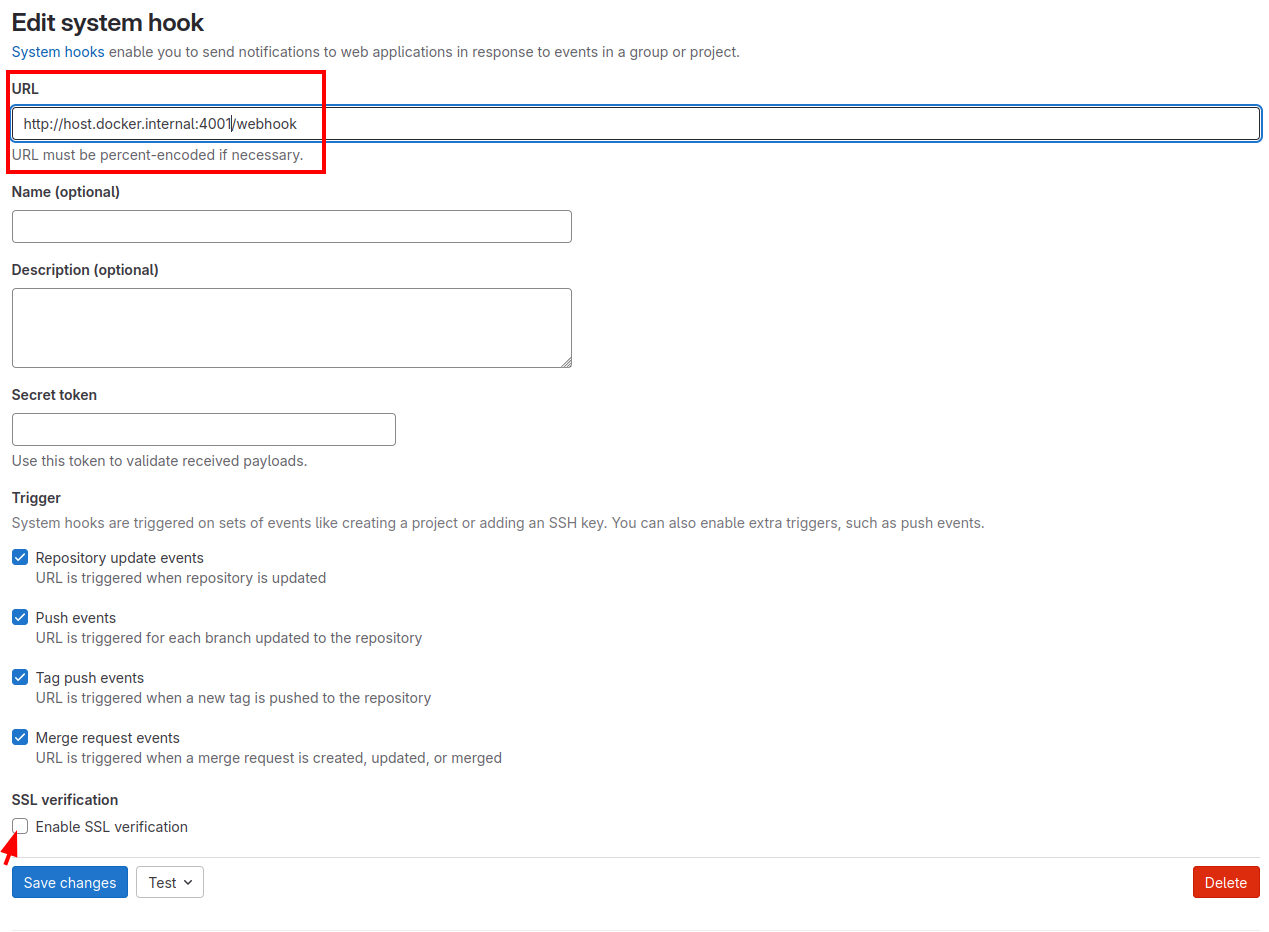 Edit system hook
System hooks enable you to send notifications to web applications in response to events in a group or project.
URL
http://host.docker.internal:4001/webhook
URL must be percent-encoded if necessary.
Name (optional)
Description (optional)
Secret token
Use this token to validate received payloads.
Trigger
System hooks are triggered on sets of events like creating a project or adding an SSH key. You can also enable extra triggers, such as push events.
Repository update events
URL is triggered when repository is updated
Push events
URL is triggered for each branch updated to the repository
Tag push events
URL is triggered when a new tag is pushed to the repository
Merge request events
URL is triggered when a merge request is created, updated, or merged
SSL verification
Enable SSL verification
Save changes Test Delete